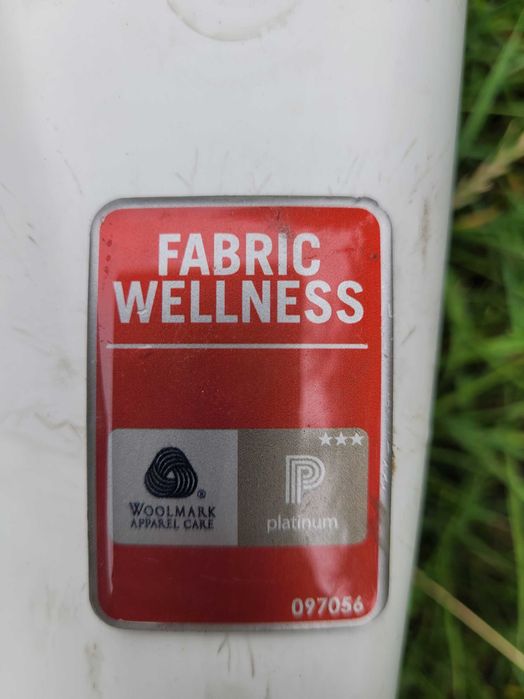 FABRIC
WELLNESS
WOOLMARK ®
APPAREL CARE
platinum
097056